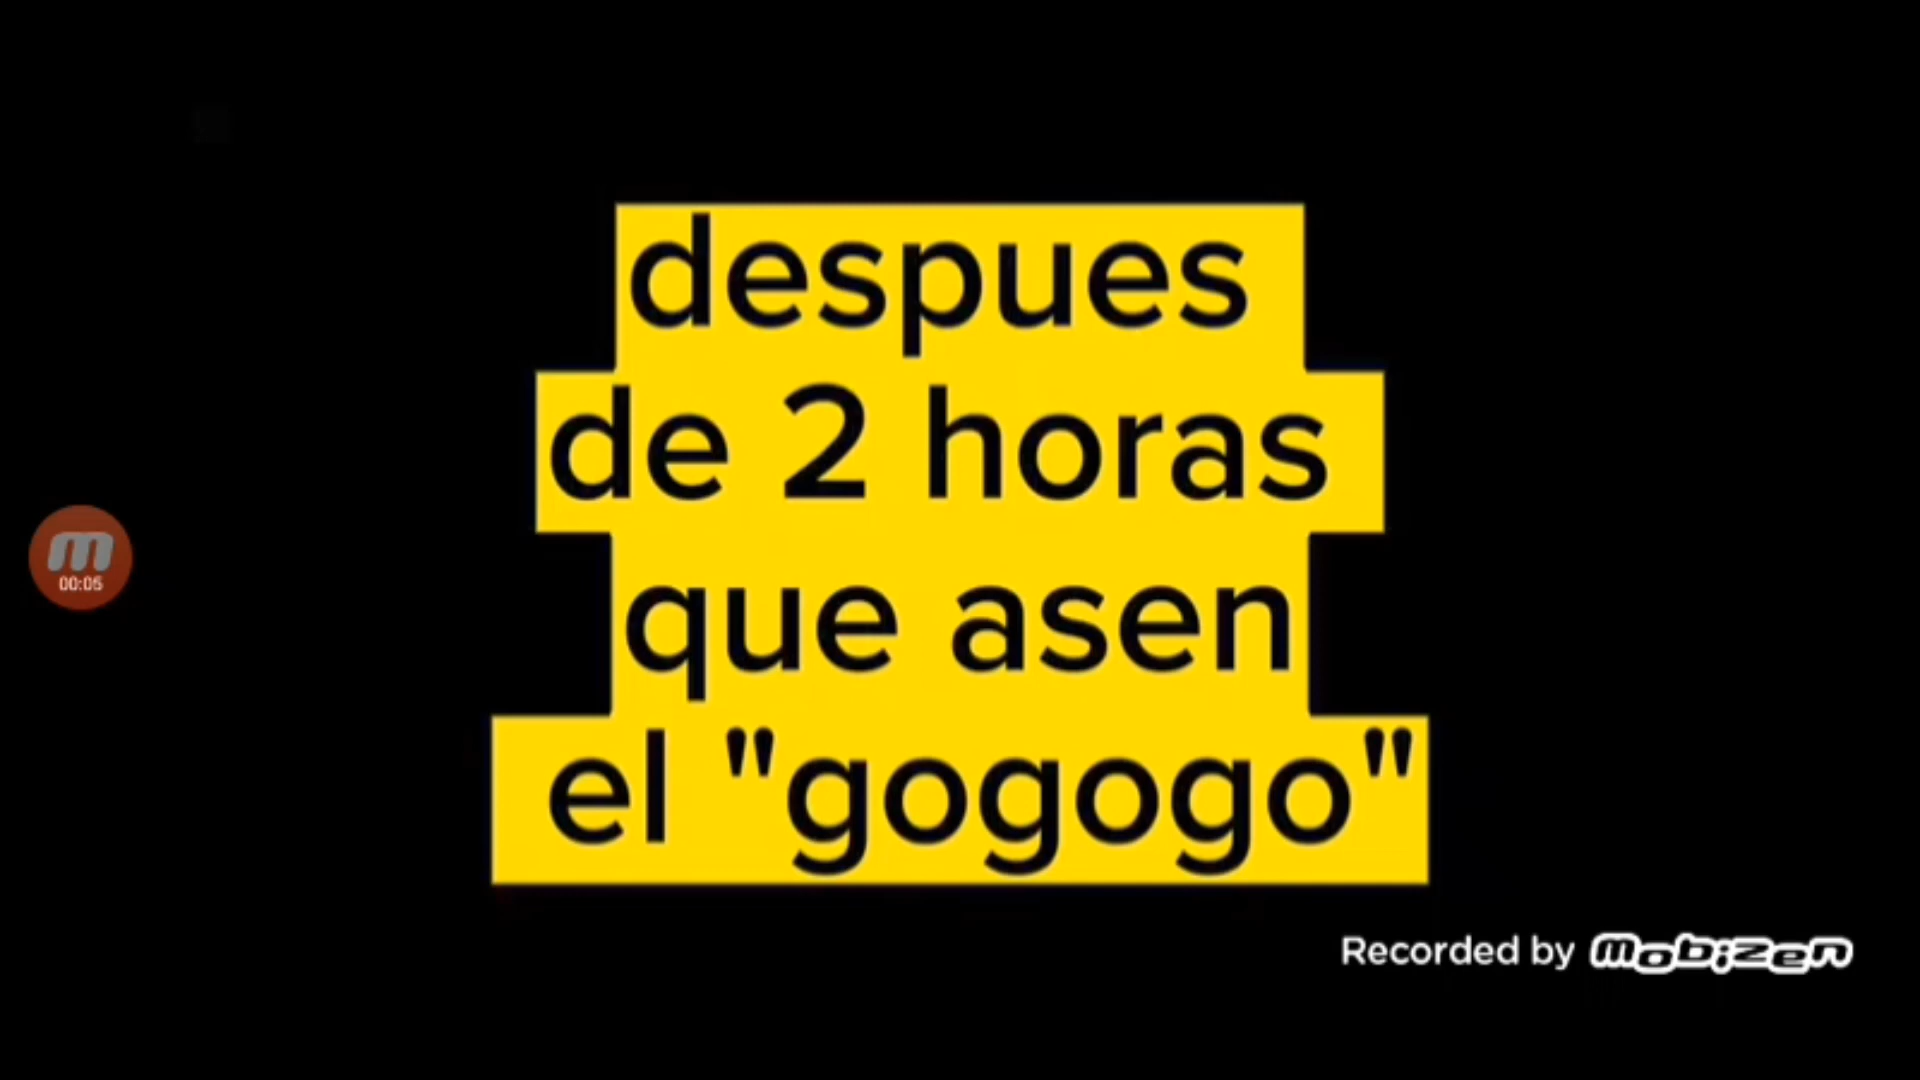 despues
de 2 horas
que asen
el "gogogo"
m
00:05
Recorded by mobizen